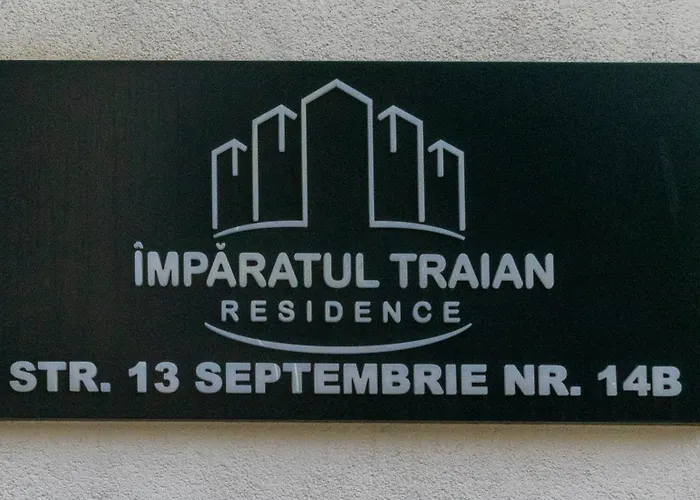 ÎMPĂRATUL TRAIAN
RESIDENCE
STR. 13 SEPTEMBRIE NR. 14B